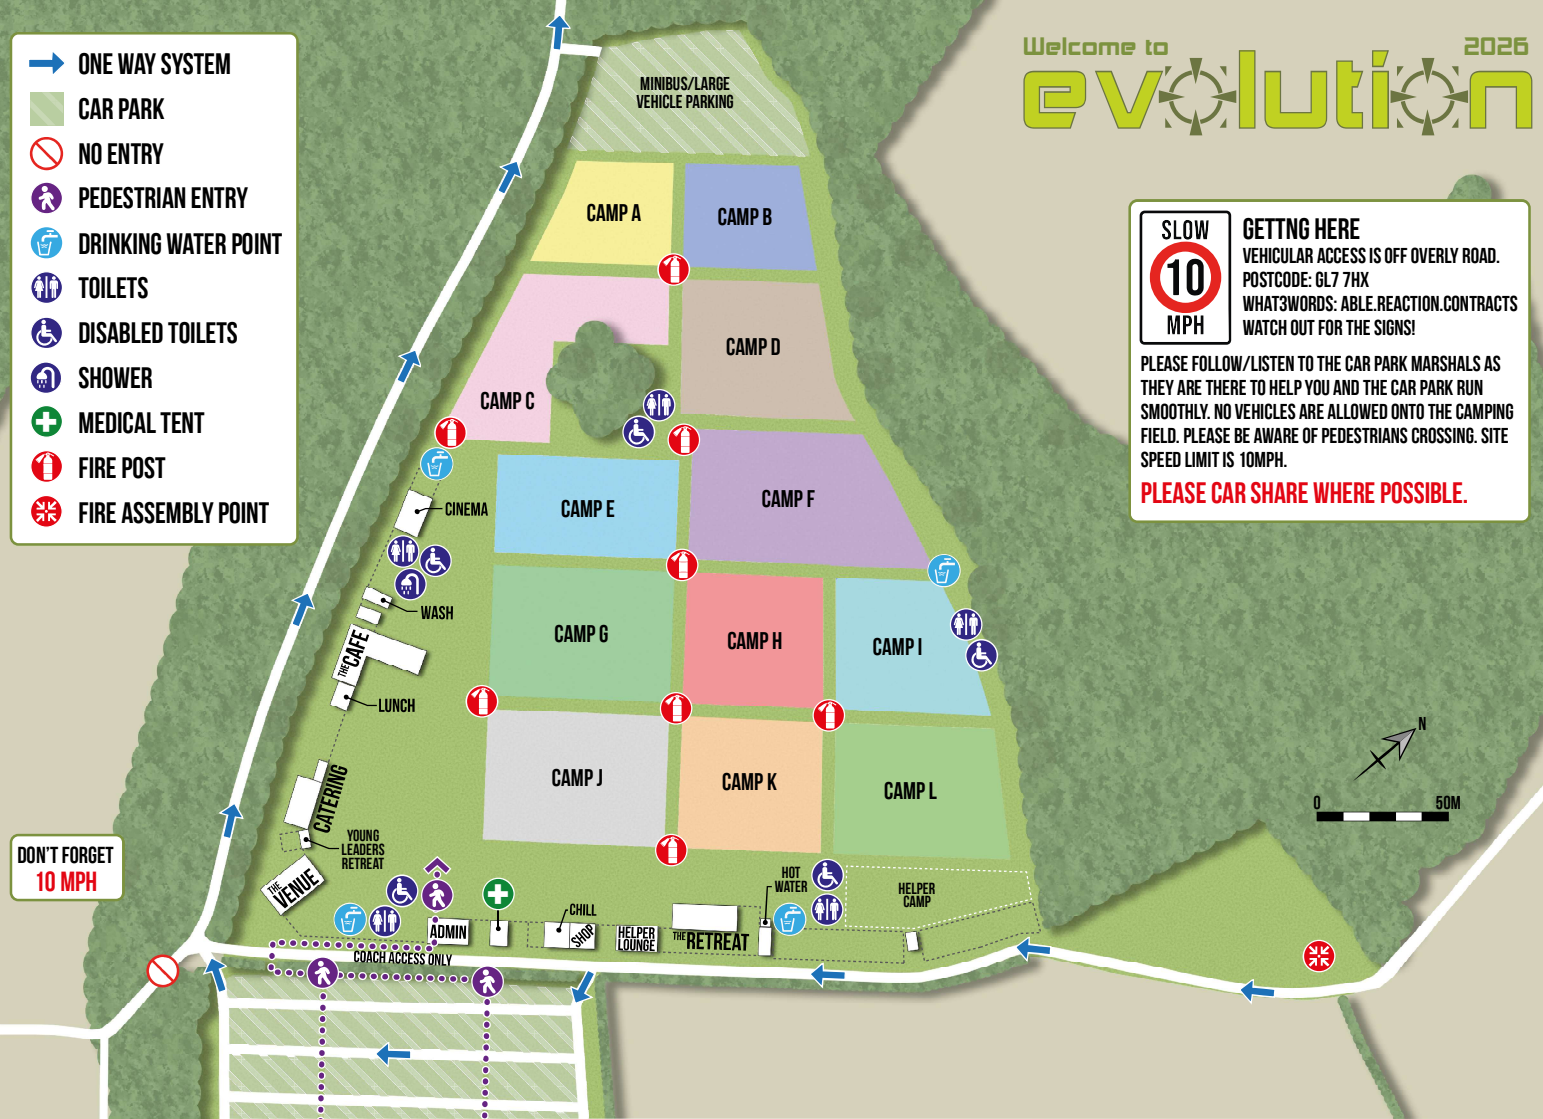 ONE WAY SYSTEM
CAR PARK
NO ENTRY
PEDESTRIAN ENTRY
DRINKING WATER POINT
TOILETS
DISABLED TOILETS
SHOWER
MEDICAL TENT
FIRE POST
FIRE ASSEMBLY POINT
Welcome to
2026
evolution
SLOW
10
MPH
GETTNG HERE
VEHICULAR ACCESS IS OFF OVERLY ROAD.
POSTCODE: GL7 7HX
WHAT3WORDS: ABLE.REACTION.CONTRACTS
WATCH OUT FOR THE SIGNS!
PLEASE FOLLOW/LISTEN TO THE CAR PARK MARSHALS AS
THEY ARE THERE TO HELP YOU AND THE CAR PARK RUN
SMOOTHLY. NO VEHICLES ARE ALLOWED ONTO THE CAMPING
FIELD. PLEASE BE AWARE OF PEDESTRIANS CROSSING. SITE
SPEED LIMIT IS 10MPH.
PLEASE CAR SHARE WHERE POSSIBLE.
MINIBUS/LARGE
VEHICLE PARKING
CAMP A
CAMP B
CAMP C
CAMP D
CAMP E
CAMP F
CAMP G
CAMP H
CAMP I
CAMP J
CAMP K
CAMP L
CINEMA
WASH
THE CAFE
LUNCH
CATERING
YOUNG
LEADERS
RETREAT
THE VENUE
ADMIN
CHILL
SHOP
HELPER
LOUNGE
THE RETREAT
HOT
WATER
HELPER
CAMP
COACH ACCESS ONLY
DON'T FORGET
10 MPH
N
0
50M